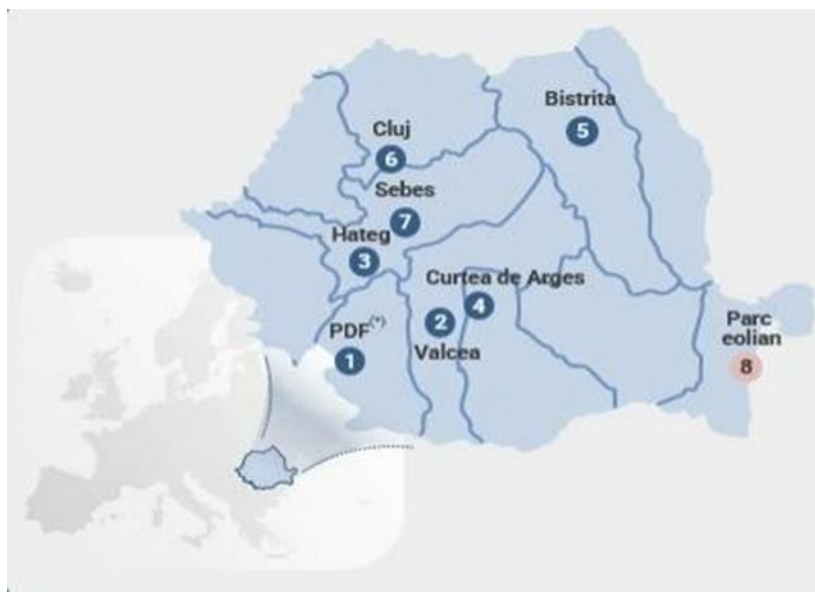 Bistrita
5
Cluj
6
Sebes
7
Hateg
3
Curtea de Arges
4
2
Valcea
PDF(*)
1
Parc
eolian
8